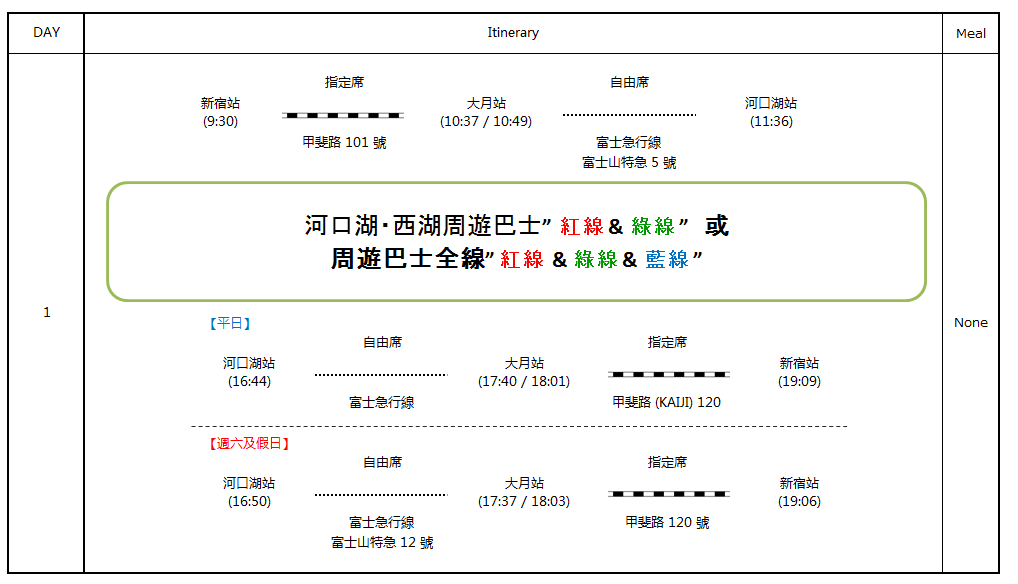 DAY Itinerary Meal
指定席 自由席
新宿站 大月站 河口湖站
(9:30) (10:37 / 10:49) (11:36)
甲斐路 101 號 富士急行線
富士山特急 5 號
河口湖・西湖周遊巴士” 紅線 & 綠線 ” 或
周遊巴士全線” 紅線 & 綠線 & 藍線 ”
1 None
【平日】
自由席 指定席
河口湖站 大月站 新宿站
(16:44) (17:40 / 18:01) (19:09)
富士急行線 甲斐路 (KAIJI) 120
【週六及假日】
自由席 指定席
河口湖站 大月站 新宿站
(16:50) (17:37 / 18:03) (19:06)
富士急行線 甲斐路 120 號
富士山特急 12 號